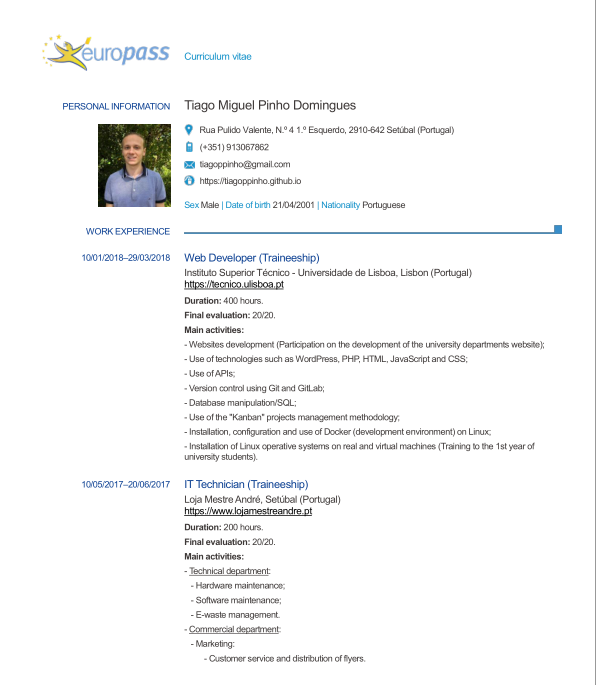 europass
Curriculum vitae
PERSONAL INFORMATION
Tiago Miguel Pinho Domingues
Rua Pulido Valente, N.º 4 1.º Esquerdo, 2910-642 Setúbal (Portugal)
(+351) 913067862
tiagoppinho@gmail.com
https://tiagoppinho.github.io
Sex Male | Date of birth 21/04/2001 | Nationality Portuguese
WORK EXPERIENCE
10/01/2018–29/03/2018
Web Developer (Traineeship)
Instituto Superior Técnico - Universidade de Lisboa, Lisbon (Portugal)
https://tecnico.ulisboa.pt
Duration: 400 hours.
Final evaluation: 20/20.
Main activities:
- Websites development (Participation on the development of the university departments website);
- Use of technologies such as WordPress, PHP, HTML, JavaScript and CSS;
- Use of APIs;
- Version control using Git and GitLab;
- Database manipulation/SQL;
- Use of the "Kanban" projects management methodology;
- Installation, configuration and use of Docker (development environment) on Linux;
- Installation of Linux operative systems on real and virtual machines (Training to the 1st year of
university students).
10/05/2017–20/06/2017
IT Technician (Traineeship)
Loja Mestre André, Setúbal (Portugal)
https://www.lojamestreandre.pt
Duration: 200 hours.
Final evaluation: 20/20.
Main activities:
- Technical department:
- Hardware maintenance;
- Software maintenance;
- E-waste management.
- Commercial department:
- Marketing:
- Customer service and distribution of flyers.